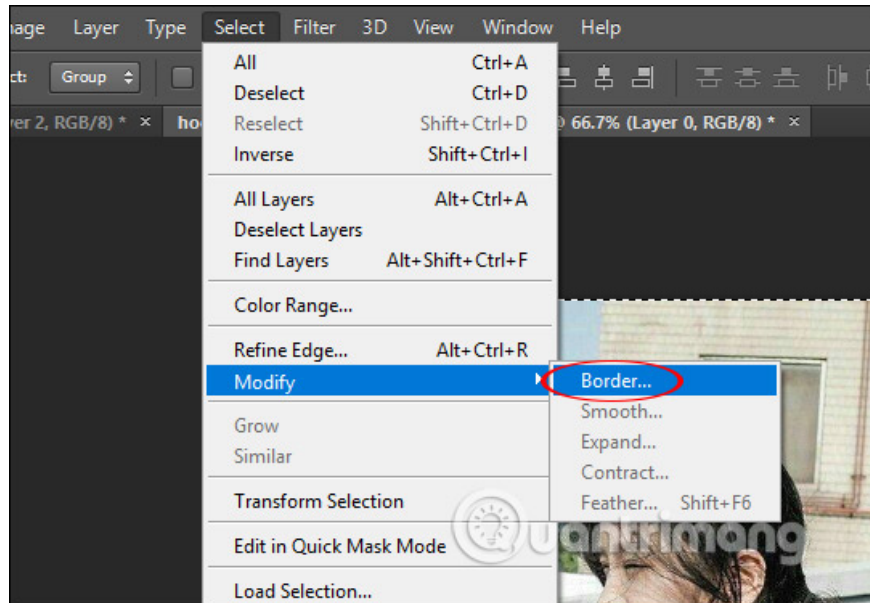 age Layer Type Select Filter 3D View Window Help
ct: Group
er 2, RGB/8) * × ho @ 66.7% (Layer 0, RGB/8) * ×
All Ctrl+A
Deselect Ctrl+D
Reselect Shift+Ctrl+D
Inverse Shift+Ctrl+I
All Layers Alt+Ctrl+A
Deselect Layers
Find Layers Alt+Shift+Ctrl+F
Color Range...
Refine Edge... Alt+Ctrl+R
Modify
Grow
Similar
Transform Selection
Edit in Quick Mask Mode
Load Selection...
Border...
Smooth...
Expand...
Contract...
Feather... Shift+F6
Quantrimang